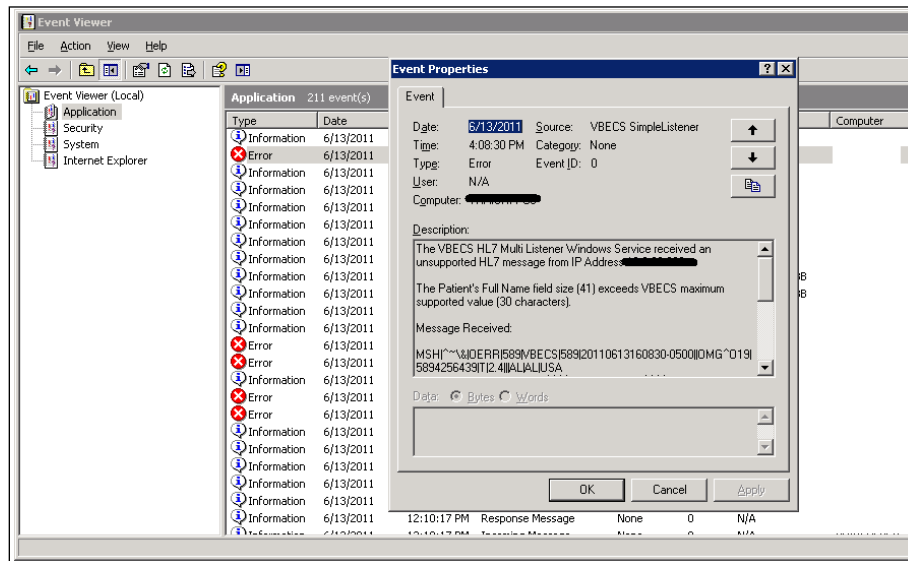 Event Viewer
File Action View Help
Event Viewer (Local)
Application
Security
System
Internet Explorer
Application 211 event(s)
Type Date Computer
Information 6/13/2011
Error 6/13/2011
Information 6/13/2011
Information 6/13/2011
Information 6/13/2011
Information 6/13/2011
Information 6/13/2011
Information 6/13/2011
Information 6/13/2011 3B
Information 6/13/2011 3B
Information 6/13/2011
Information 6/13/2011
Error 6/13/2011
Error 6/13/2011
Information 6/13/2011
Error 6/13/2011
Error 6/13/2011
Information 6/13/2011
Information 6/13/2011
Information 6/13/2011
Information 6/13/2011
Information 6/13/2011
Information 6/13/2011 12:10:17 PM Response Message None 0 N/A
Information 6/13/2011 12:10:17 PM Incoming Message None 0 N/A
Event Properties
Event
Date: 6/13/2011 Source: VBECS SimpleListener
Time: 4:08:30 PM Category: None
Type: Error Event ID: 0
User: N/A
Computer:
Description:
The VBECS HL7 Multi Listener Windows Service received an
unsupported HL7 message from IP Address
The Patient's Full Name field size (41) exceeds VBECS maximum
supported value (30 characters).
Message Received:
MSH|^~\&|OERR|589|VBECS|589|20110613160830-0500||OMG^O19|
5894256439|T|2.4|||AL|AL|USA
Data: Bytes Words
OK Cancel Apply